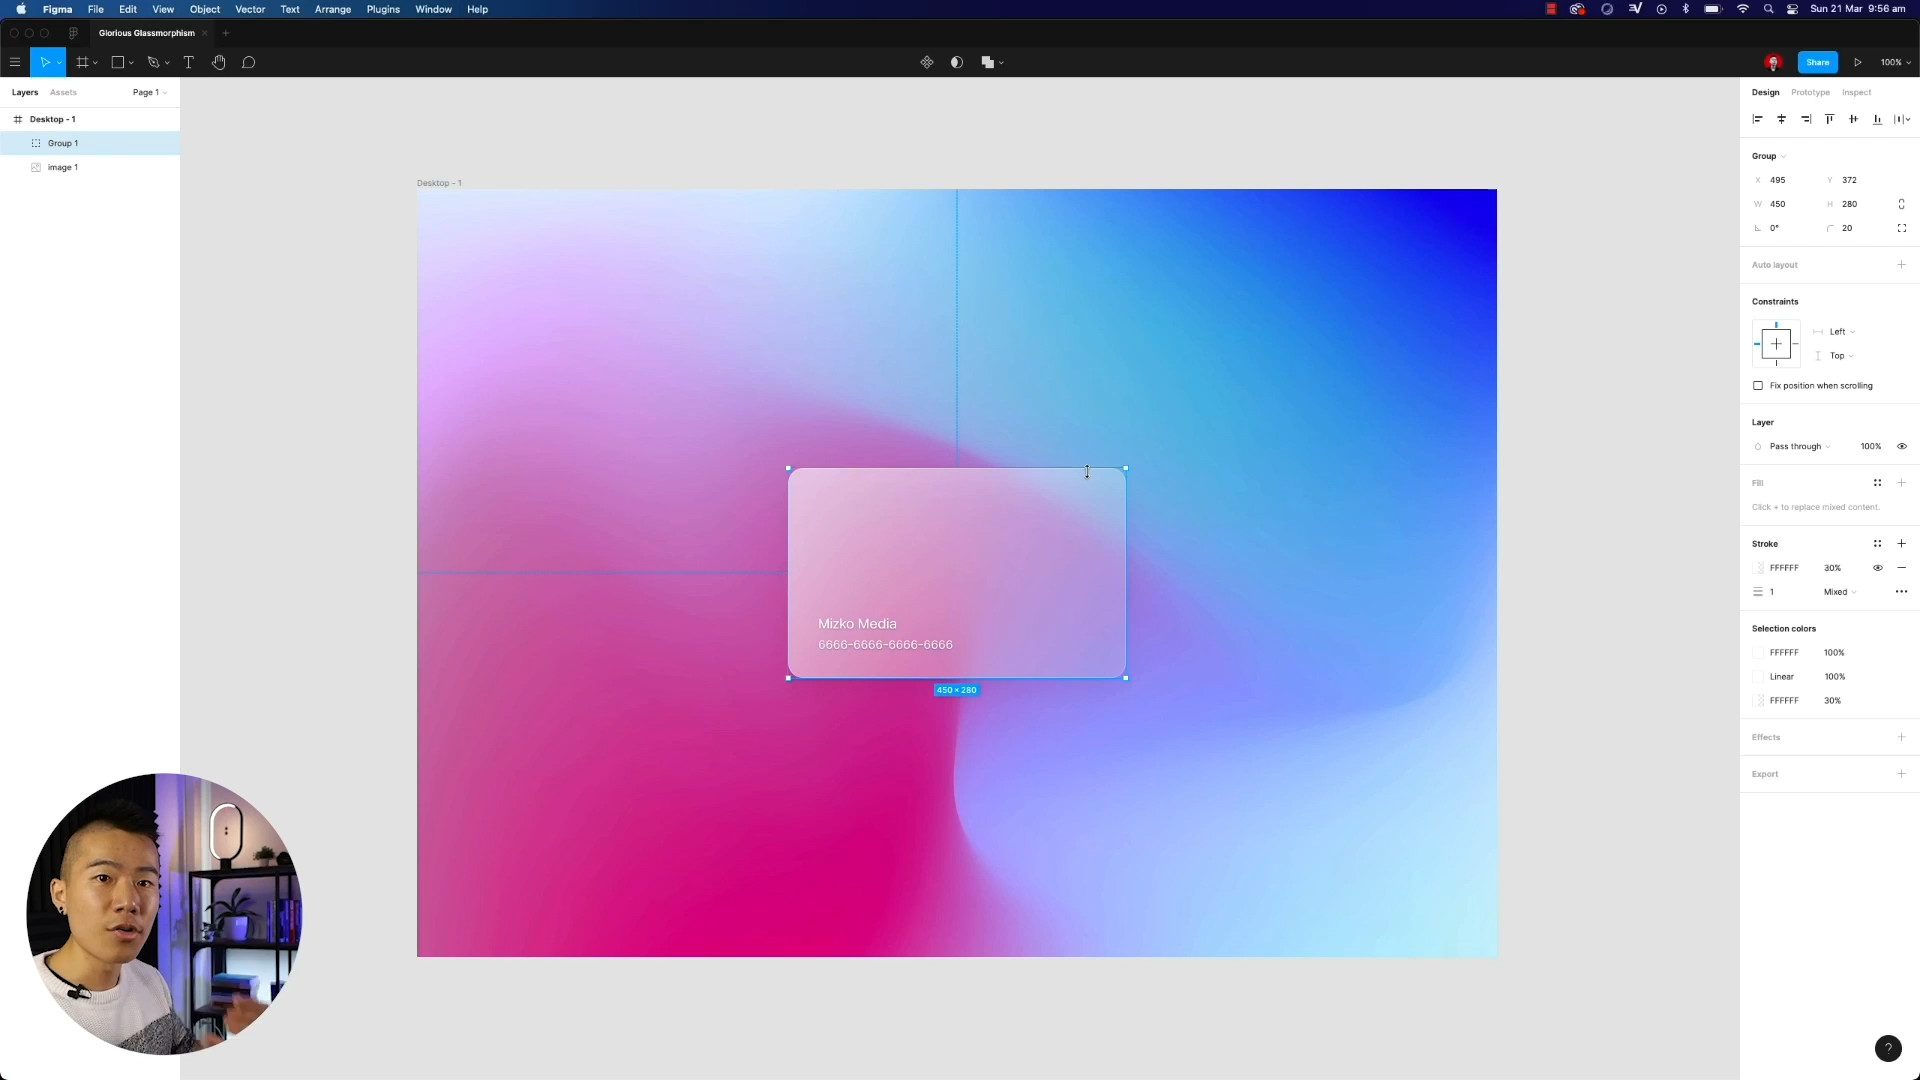 Figma File Edit View Object Vector Text Arrange Plugins Window Help Sun 21 Mar 9:56 am
Glorious Glassmorphism
Share 100%
Layers Assets Page 1
Desktop - 1
Group 1
image 1
Desktop - 1
Mizko Media
6666-6666-6666-6666
450 × 280
Design Prototype Inspect
Group
X 495 Y 372
W 450 H 280
0° 20
Auto layout
Constraints
Left
Top
Fix position when scrolling
Layer
Pass through 100%
Fill
Click + to replace mixed content.
Stroke
FFFFFF 30%
1 Mixed
Selection colors
FFFFFF 100%
Linear 100%
FFFFFF 30%
Effects
Export
?